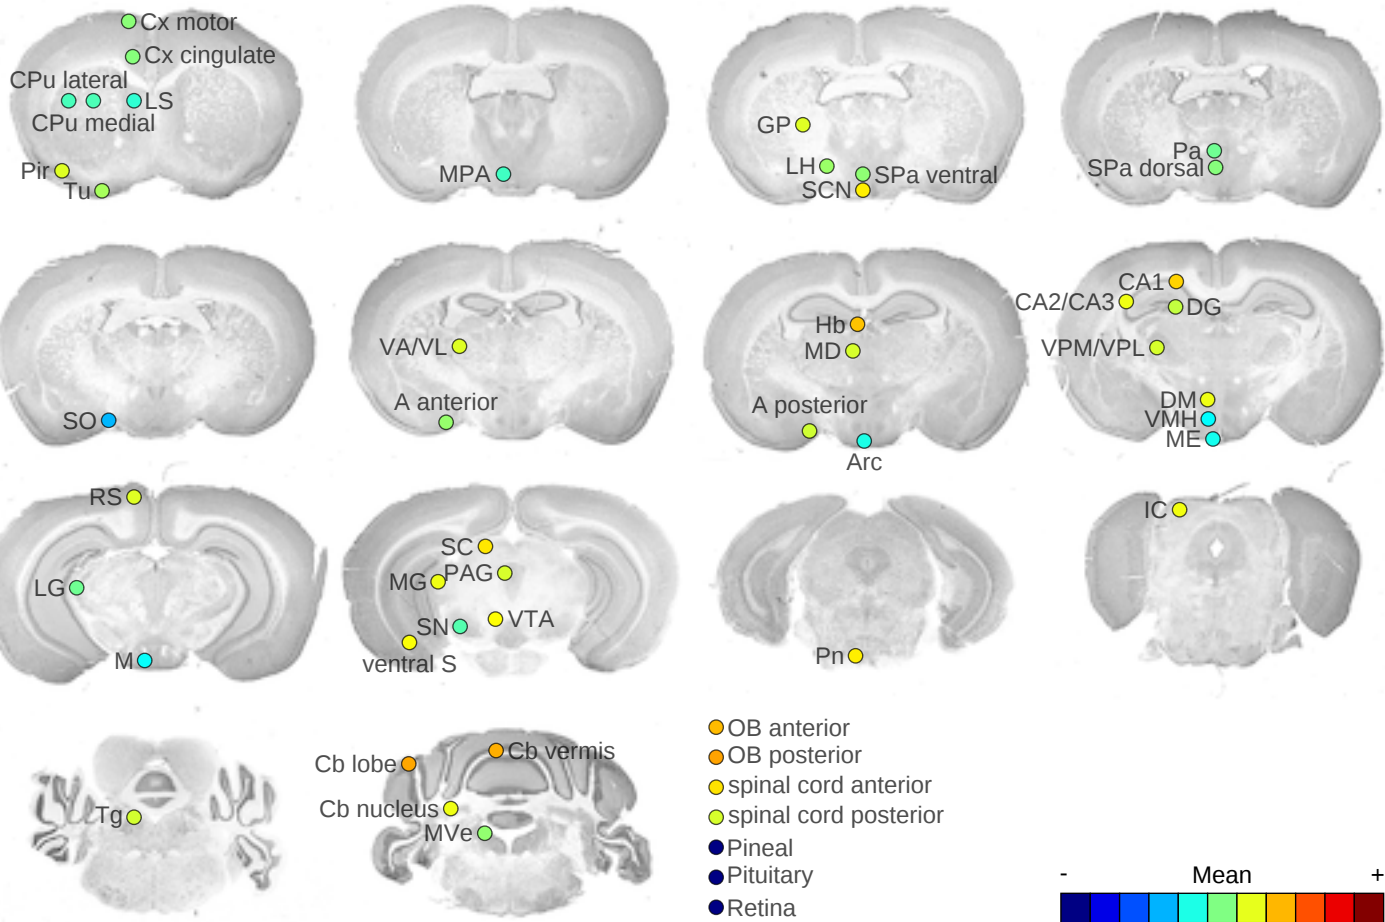 Cx motor
Cx cingulate
CPu lateral
LS
CPu medial
Pir
Tu
MPA
GP
LH
SPa ventral
SCN
Pa
SPa dorsal
SO
VA/VL
A anterior
Hb
MD
A posterior
Arc
CA1
CA2/CA3
DG
VPM/VPL
DM
VMH
ME
RS
LG
M
SC
MG
PAG
SN
VTA
ventral S
Pn
IC
Tg
Cb lobe
Cb vermis
Cb nucleus
MVe
OB anterior
OB posterior
spinal cord anterior
spinal cord posterior
Pineal
Pituitary
Retina
- Mean +